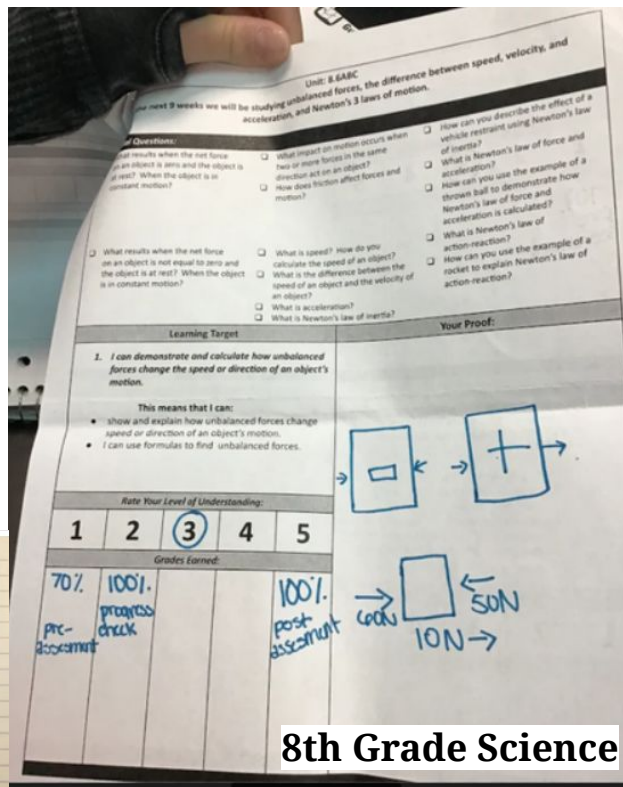 Unit: 8.6ABC
next 9 weeks we will be studying unbalanced forces, the difference between speed, velocity, and
acceleration, and Newton's 3 laws of motion.
Questions:
results when the net force
an object is zero and the object is
at rest? When the object is in
constant motion?
❑ What results when the net force
on an object is not equal to zero and
the object is at rest? When the object
is in constant motion?
❑ What impact on motion occurs when
two or more forces in the same
direction act on an object?
❑ How does friction affect forces and
motion?
❑ What is speed? How do you
calculate the speed of an object?
❑ What is the difference between the
speed of an object and the velocity of
an object?
❑ What is acceleration?
❑ What is Newton's law of inertia?
❑ How can you describe the effect of a
vehicle restraint using Newton's law
of inertia?
❑ What is Newton's law of force and
acceleration?
❑ How can you use the example of a
thrown ball to demonstrate how
Newton's law of force and
acceleration is calculated?
❑ What is Newton's law of
action-reaction?
❑ How can you use the example of a
rocket to explain Newton's law of
action-reaction?
Learning Target
1. I can demonstrate and calculate how unbalanced
forces change the speed or direction of an object's
motion.
This means that I can:
• show and explain how unbalanced forces change
speed or direction of an object's motion.
• I can use formulas to find unbalanced forces.
Rate Your Level of Understanding:
1 2 3 4 5
Grades Earned:
70% 100% 100%
pre-
assesment
progress
check
post
assesment
Your Proof:
→ - ←
→ + →
→ ←
60N 50N
10N→
8th Grade Science